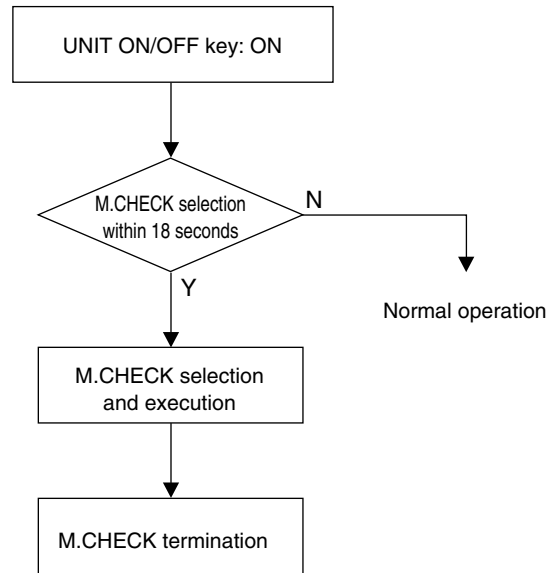 UNIT ON/OFF key: ON
M.CHECK selection
within 18 seconds
N
Y
Normal operation
M.CHECK selection
and execution
M.CHECK termination